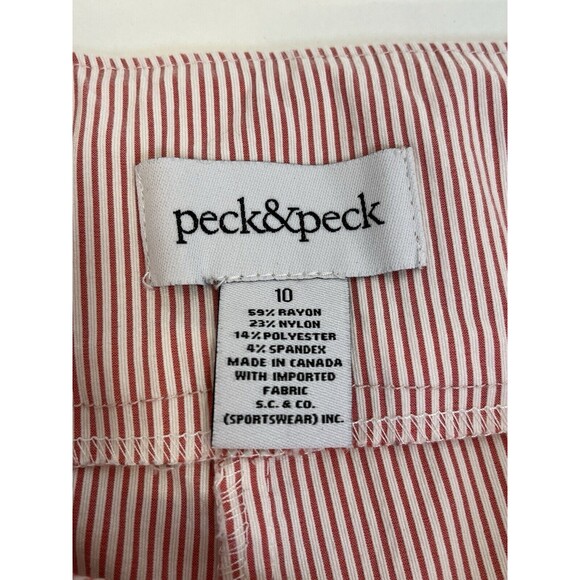 peck&peck
10
59% RAYON
23% NYLON
14% POLYESTER
4% SPANDEX
MADE IN CANADA
WITH IMPORTED
FABRIC
S.C. & CO.
(SPORTSWEAR) INC.